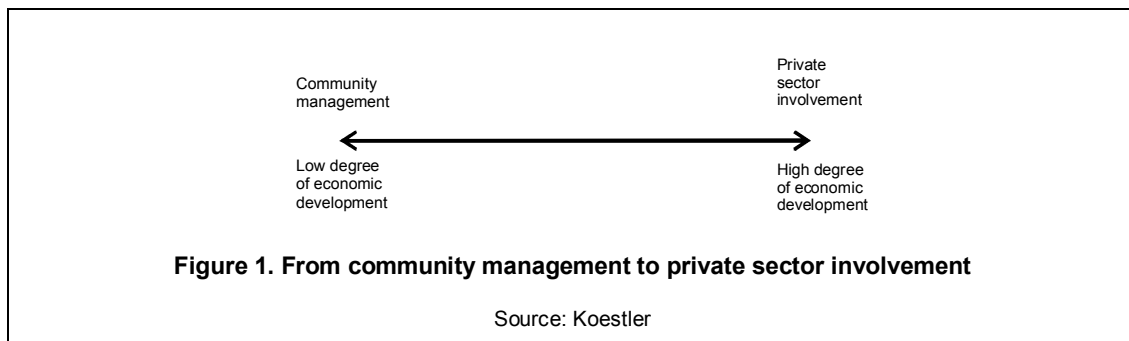 Community
management
Private
sector
involvement
Low degree
of economic
development
High degree
of economic
development
Figure 1. From community management to private sector involvement
Source: Koestler